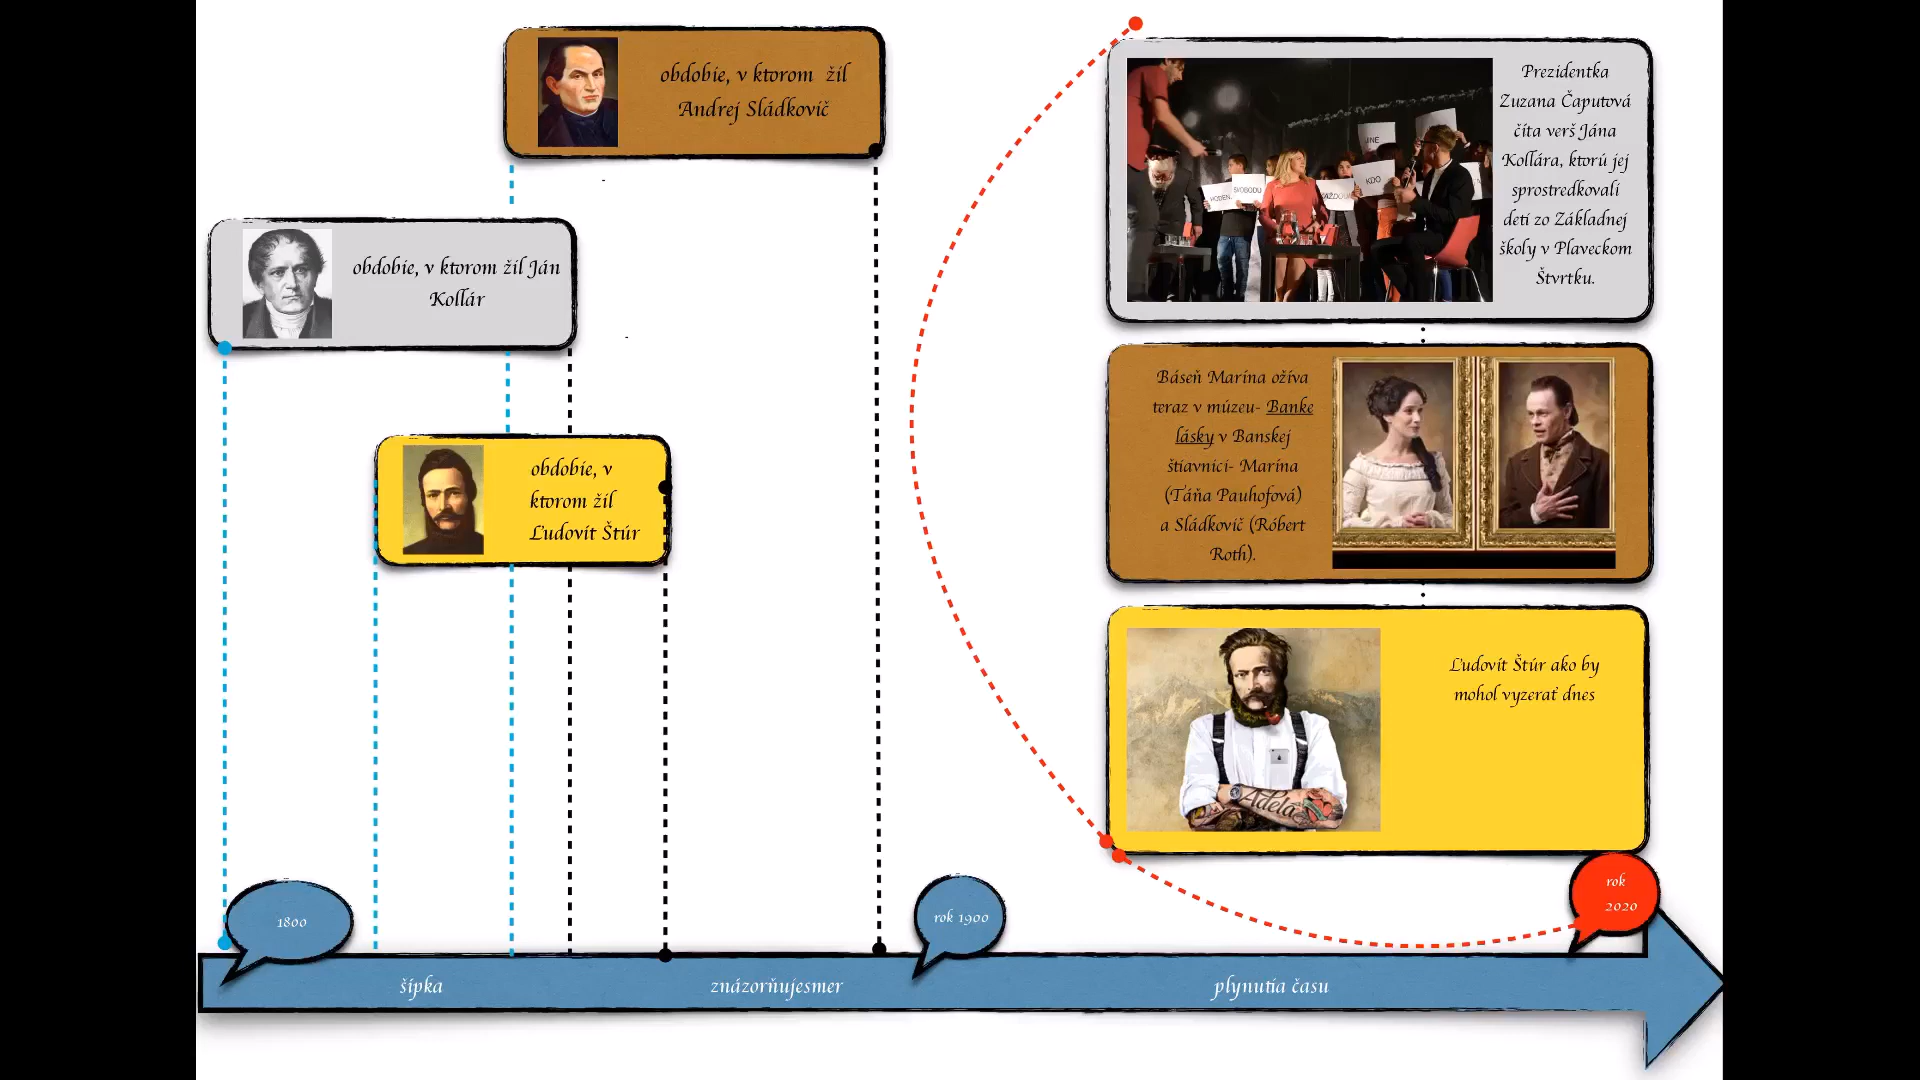 obdobie, v ktorom  žil
Andrej Sládkovič
obdobie, v ktorom žil Ján
Kollár
obdobie, v
ktorom žil
Ľudovít Štúr
Prezidentka
Zuzana Čaputová
číta verš Jána
Kollára, ktorú jej
sprostredkovali
deti zo Základnej
školy v Plaveckom
Štvrtku.
SVOBODU
JINE
KDO
Báseň Marína ožíva
teraz v múzeu- Banke
lásky v Banskej
štiavnici- Marína
(Táňa Pauhofová)
a Sládkovič (Róbert
Roth).
Adela
Ľudovít Štúr ako by
mohol vyzerať dnes
1800
rok 1900
rok
2020
šípka
znázorňujesmer
plynutia času